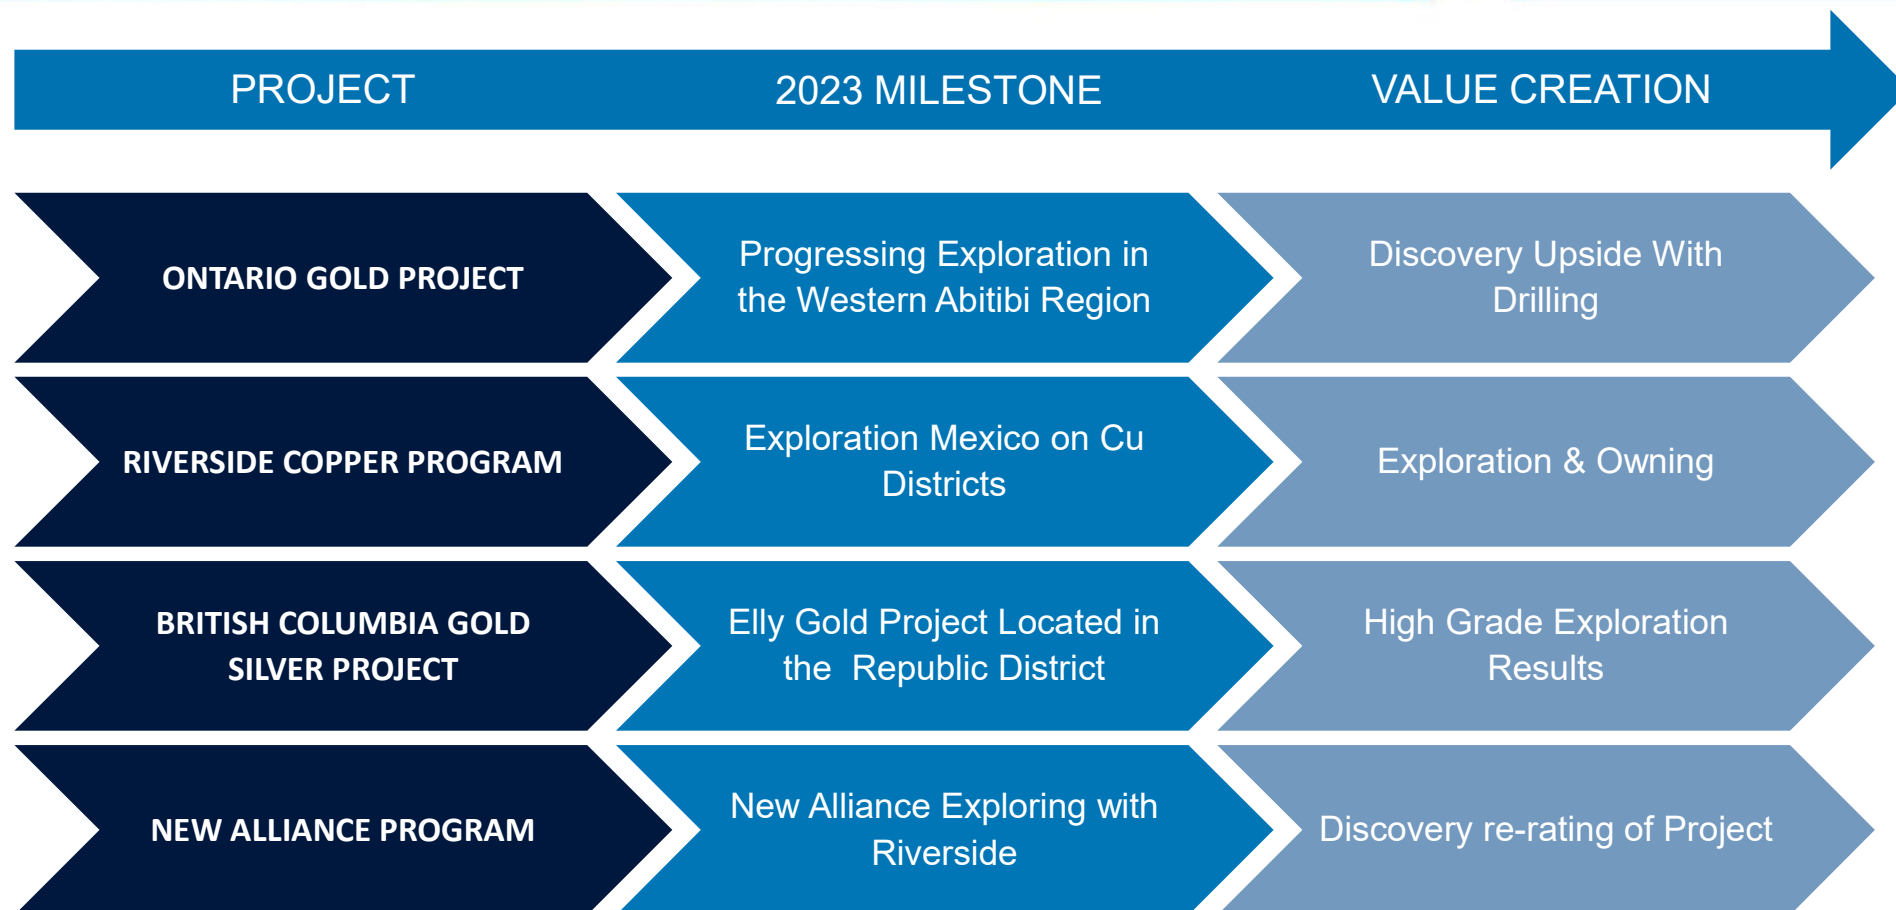 PROJECT
2023 MILESTONE
VALUE CREATION
ONTARIO GOLD PROJECT
Progressing Exploration in
the Western Abitibi Region
Discovery Upside With
Drilling
RIVERSIDE COPPER PROGRAM
Exploration Mexico on Cu
Districts
Exploration & Owning
BRITISH COLUMBIA GOLD
SILVER PROJECT
Elly Gold Project Located in
the  Republic District
High Grade Exploration
Results
NEW ALLIANCE PROGRAM
New Alliance Exploring with
Riverside
Discovery re-rating of Project